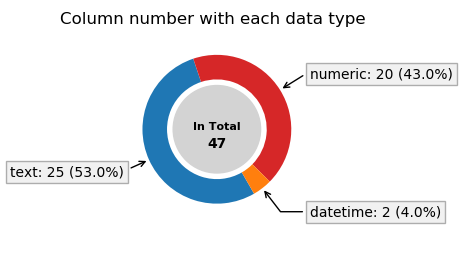 Column number with each data type
numeric: 20 (43.0%)
In Total
47
text: 25 (53.0%)
datetime: 2 (4.0%)